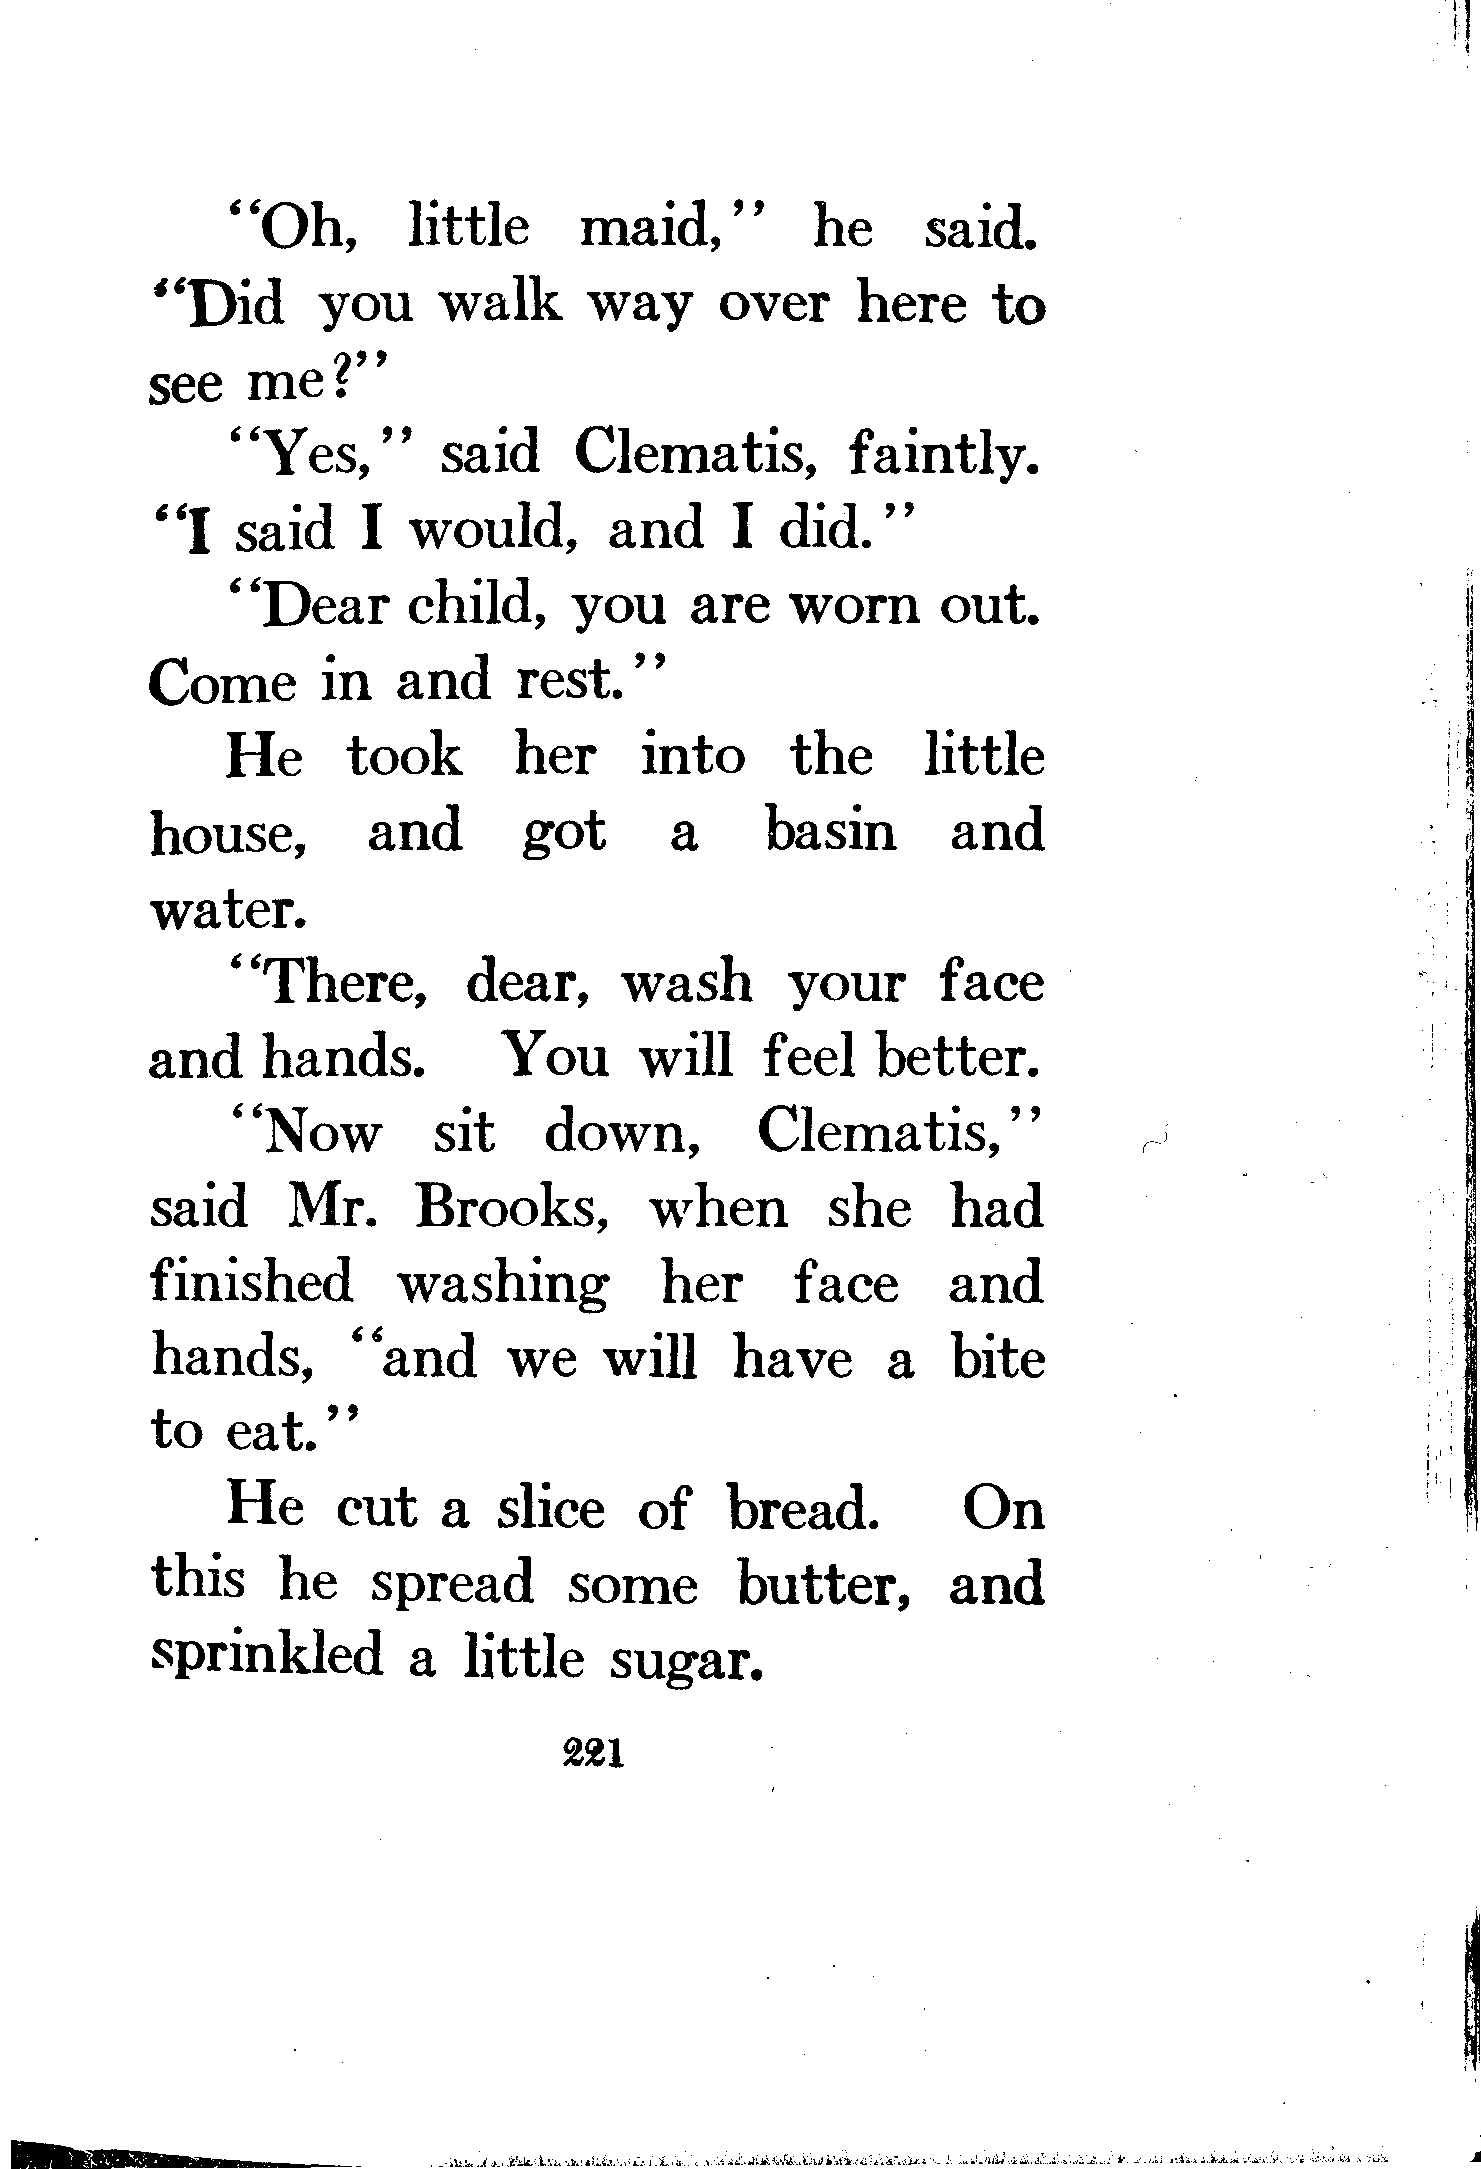 “Oh, little maid,” he said.
“Did you walk way over here to
see me?”
“Yes,” said Clematis, faintly.
“I said I would, and I did.”
“Dear child, you are worn out.
Come in and rest.”
He took her into the little
house, and got a basin and
water.
“There, dear, wash your face
and hands. You will feel better.
“Now sit down, Clematis,”
said Mr. Brooks, when she had
finished washing her face and
hands, “and we will have a bite
to eat.”
He cut a slice of bread. On
this he spread some butter, and
sprinkled a little sugar.
221